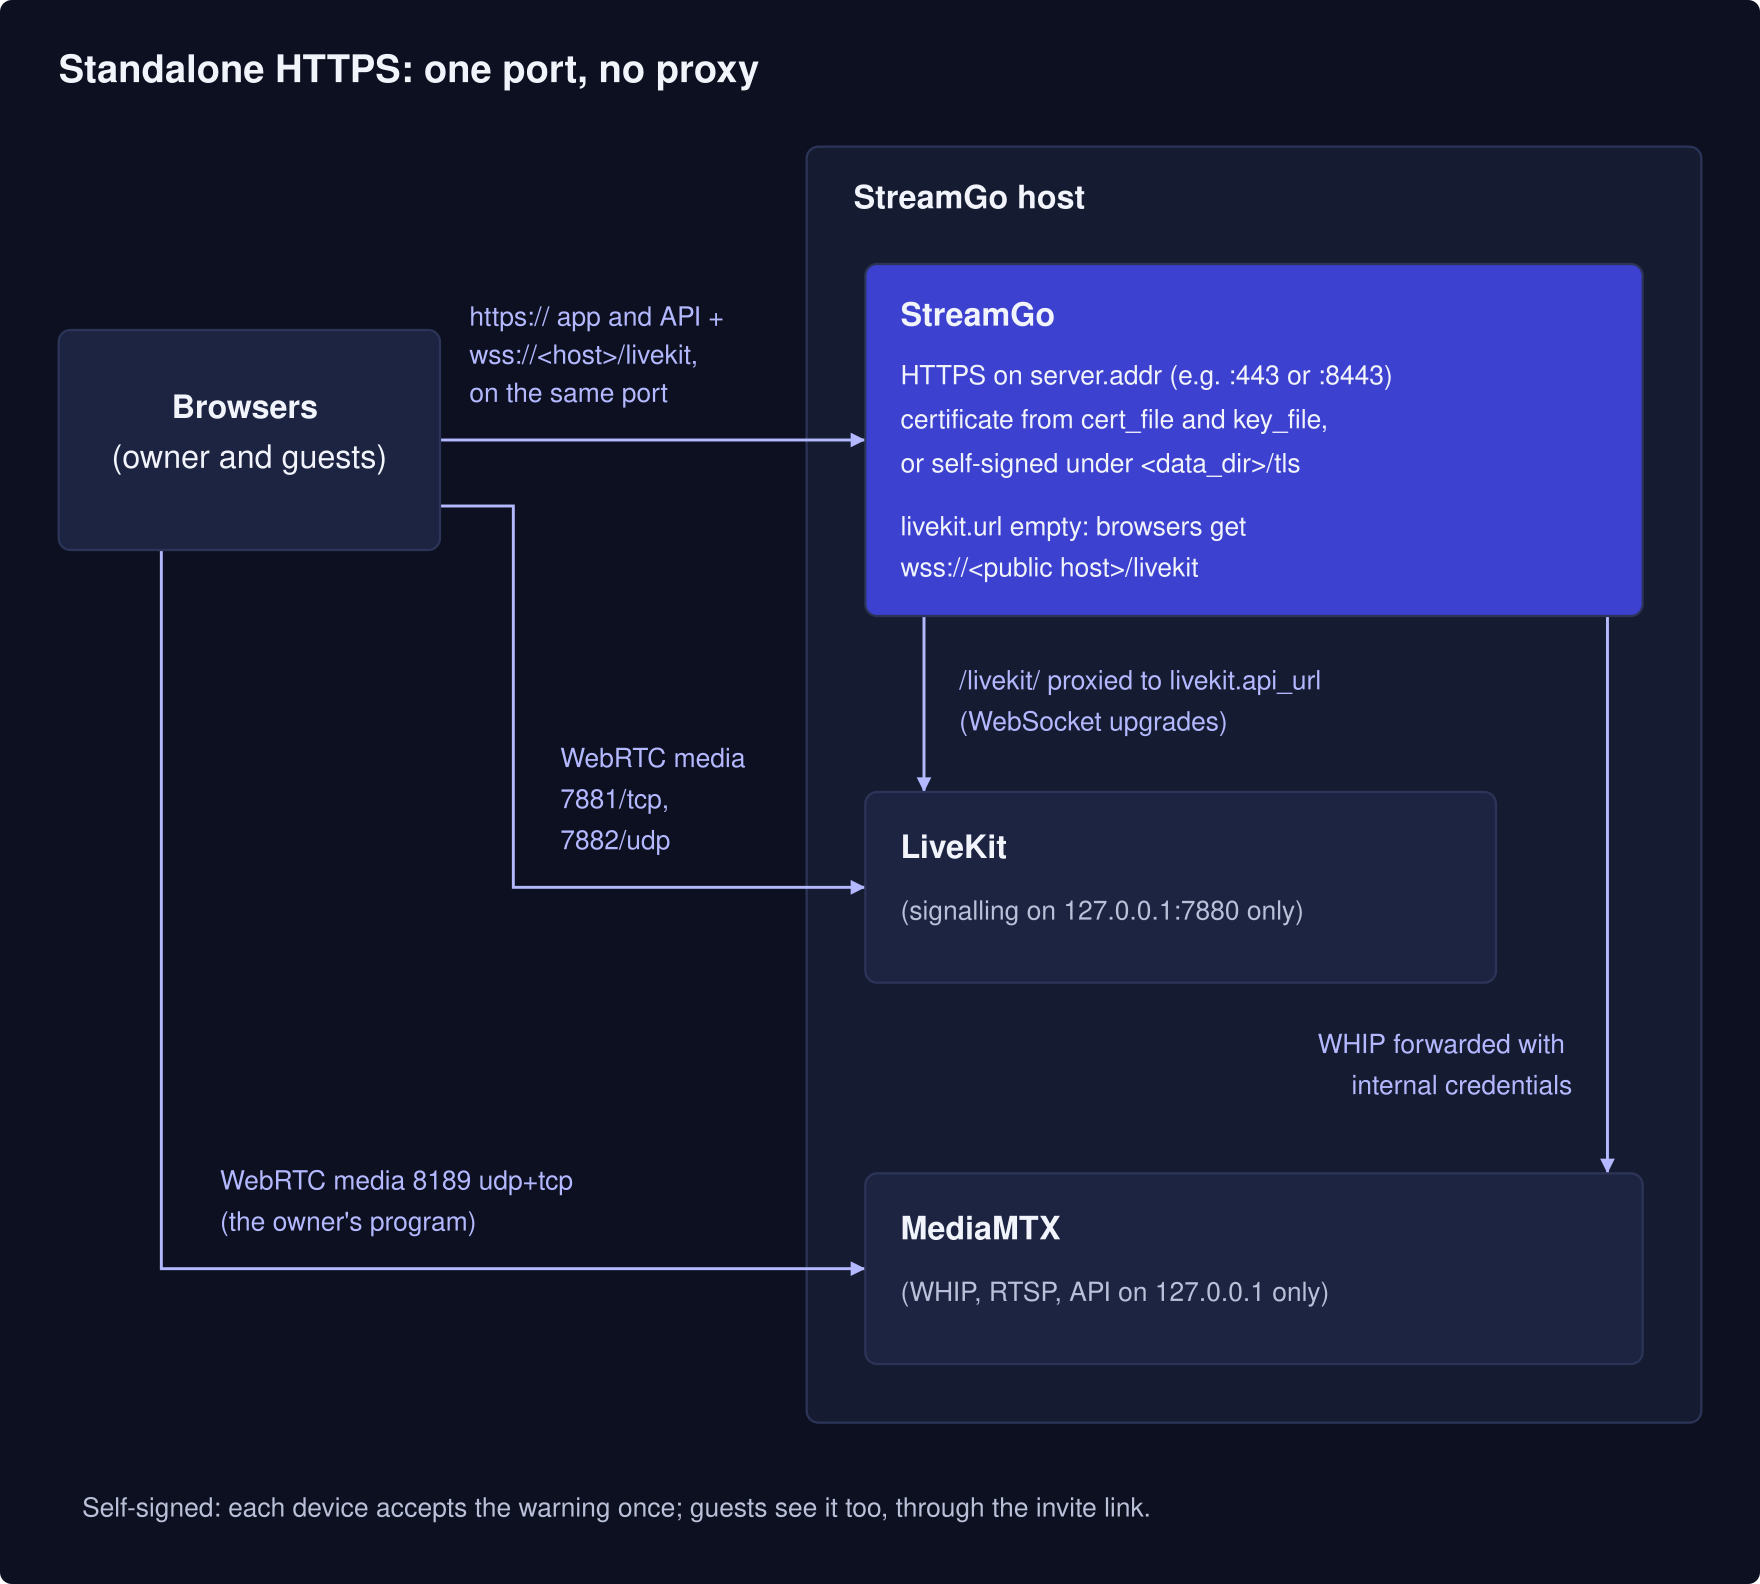 Standalone HTTPS: one port, no proxy
StreamGo host
StreamGo
HTTPS on server.addr (e.g. :443 or :8443)
certificate from cert_file and key_file,
or self-signed under <data_dir>/tls
livekit.url empty: browsers get
wss://<public host>/livekit
https:// app and API +
wss://<host>/livekit,
on the same port
Browsers
(owner and guests)
/livekit/ proxied to livekit.api_url
(WebSocket upgrades)
WebRTC media
7881/tcp,
7882/udp
LiveKit
(signalling on 127.0.0.1:7880 only)
WHIP forwarded with
internal credentials
WebRTC media 8189 udp+tcp
(the owner's program)
MediaMTX
(WHIP, RTSP, API on 127.0.0.1 only)
Self-signed: each device accepts the warning once; guests see it too, through the invite link.